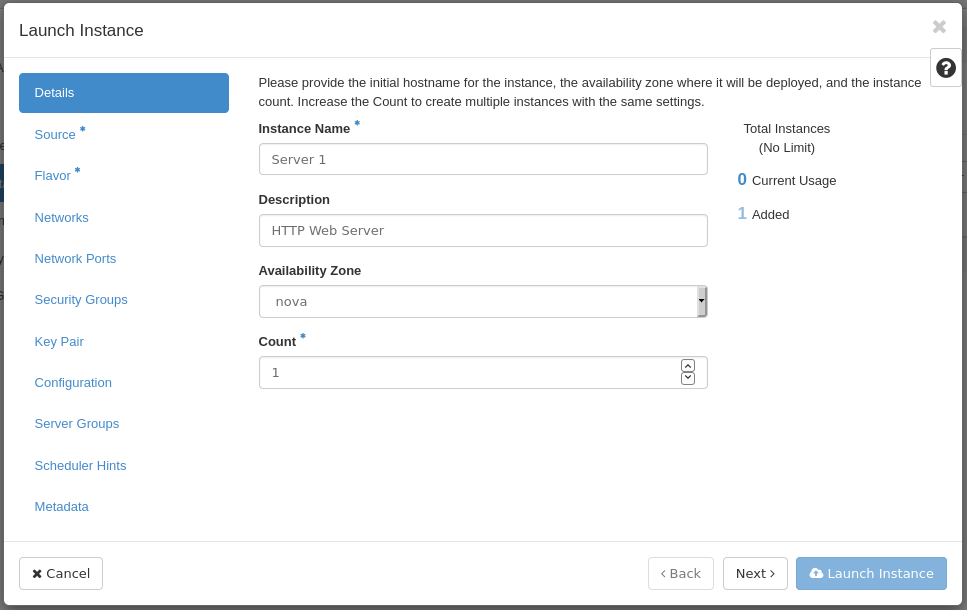 Launch Instance
Details
Source *
Flavor *
Networks
Network Ports
Security Groups
Key Pair
Configuration
Server Groups
Scheduler Hints
Metadata
Please provide the initial hostname for the instance, the availability zone where it will be deployed, and the instance
count. Increase the Count to create multiple instances with the same settings.
Instance Name *
Server 1
Description
HTTP Web Server
Availability Zone
nova
Count *
1
Total Instances
(No Limit)
0 Current Usage
1 Added
✖ Cancel
‹ Back
Next ›
Launch Instance